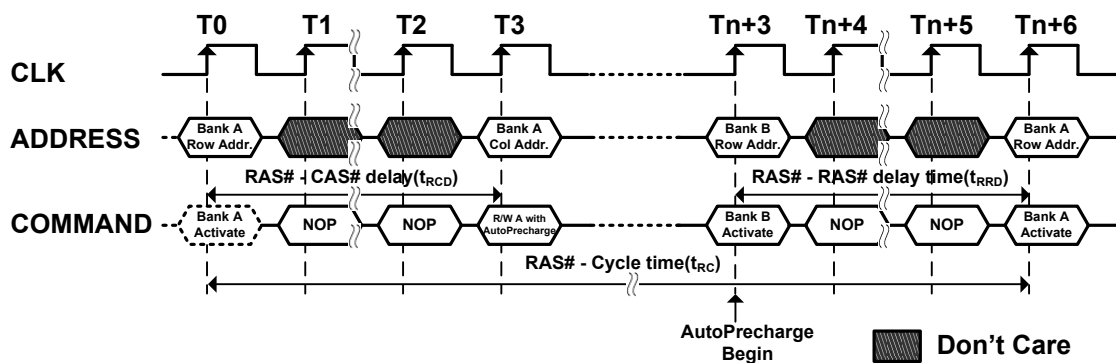 T0 T1 T2 T3 Tn+3 Tn+4 Tn+5 Tn+6
CLK
ADDRESS
Bank A
Row Addr.
Bank A
Col Addr.
Bank B
Row Addr.
Bank A
Row Addr.
RAS# - CAS# delay(tRCD)
RAS# - RAS# delay time(tRRD)
COMMAND
Bank A
Activate
NOP
NOP
R/W A with
AutoPrecharge
Bank B
Activate
NOP
NOP
Bank A
Activate
RAS# - Cycle time(tRC)
AutoPrecharge
Begin
Don't Care